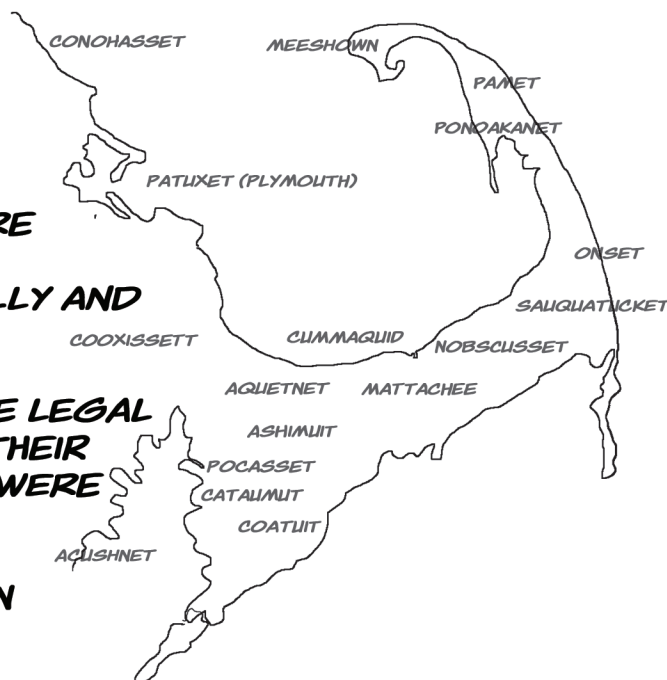 CONOHASSET
MEESHOWN
PAMET
PONOAKANET
PATUXET (PLYMOUTH)
RE
ONSET
LLY AND
SAUQUATUCKET
COOXISSETT
CUMMAQUID
NOBSCUSSET
AQUETNET
MATTACHEE
E LEGAL
ASHIMUIT
THEIR
POCASSET
WERE
CATAUMUT
COATUIT
ACUSHNET
N